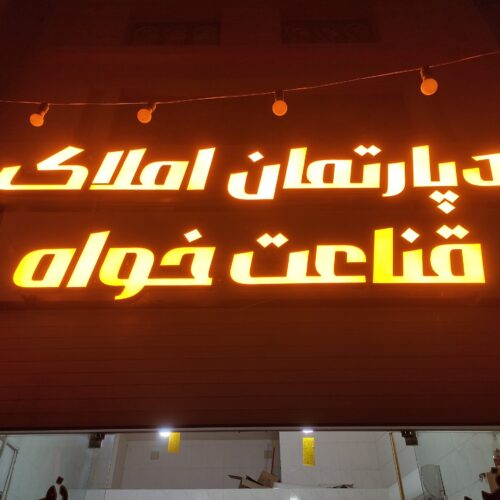 دپارتمان املاک
قناعت خواه